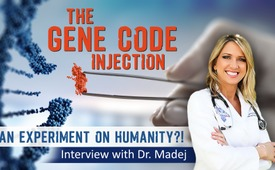 THE
GENE CODE
INJECTION
AN EXPERIMENT ON HUMANITY?!
Interview with Dr. Madej